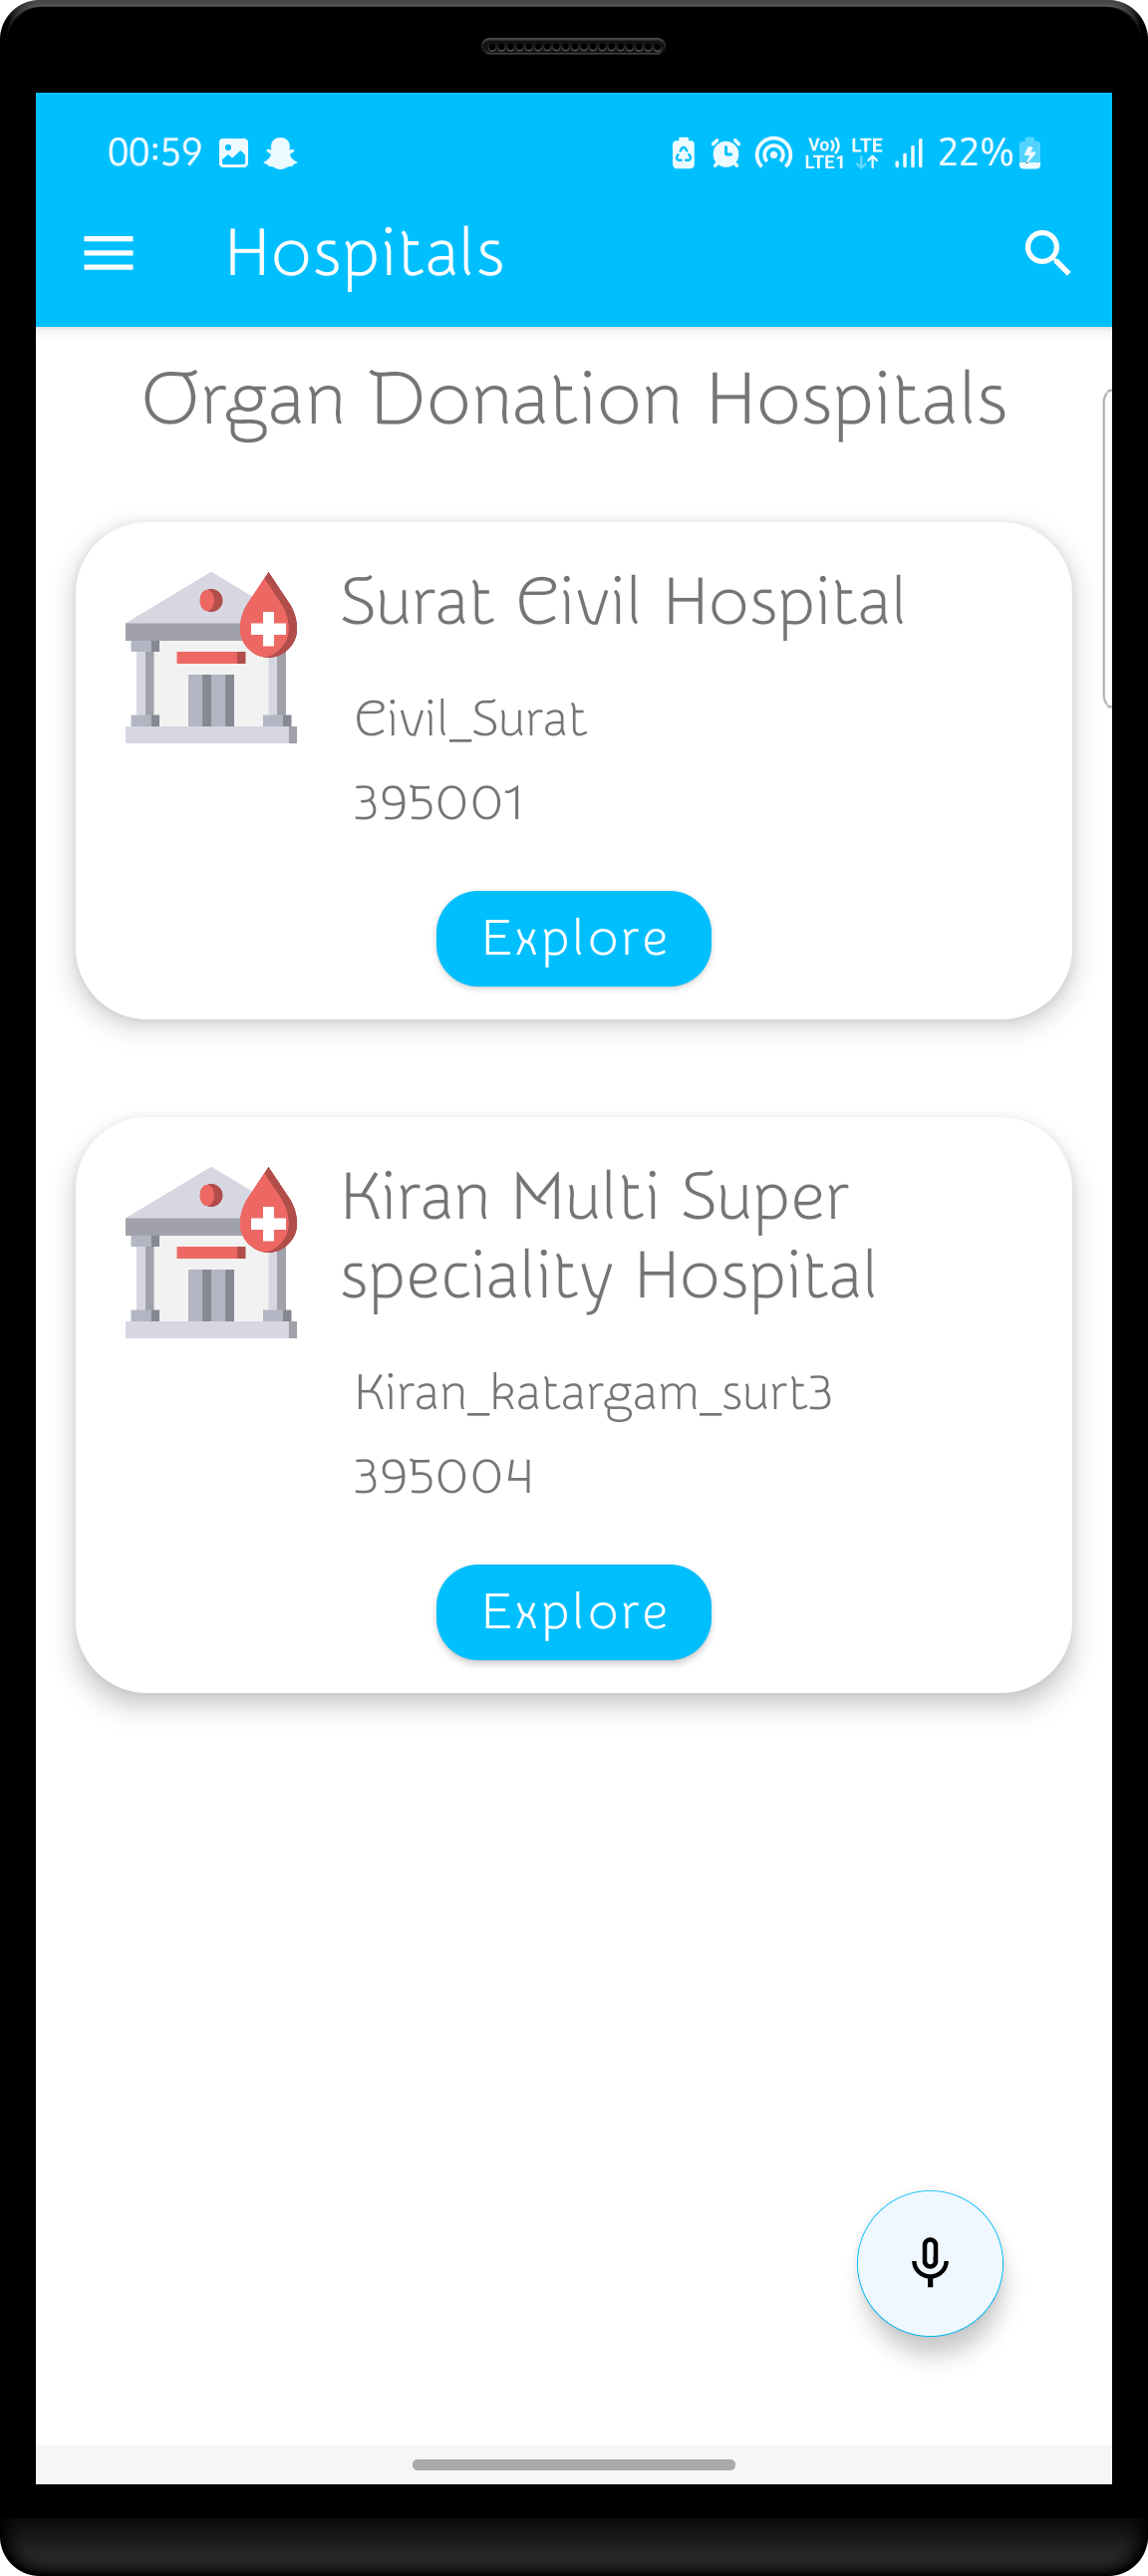 00:59 Vo)) LTE1 LTE 22%
Hospitals
Organ Donation Hospitals
Surat Civil Hospital
Civil_Surat
395001
Explore
Kiran Multi Super
speciality Hospital
Kiran_katargam_surt3
395004
Explore